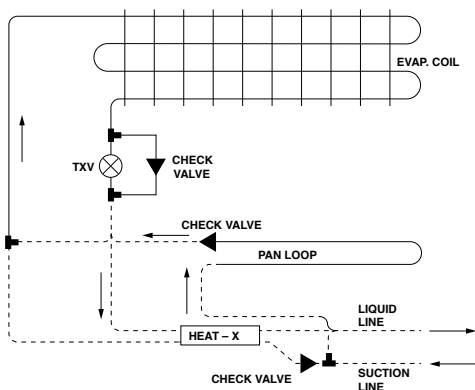 EVAP. COIL
TXV
CHECK
VALVE
CHECK VALVE
PAN LOOP
LIQUID
LINE
HEAT – X
CHECK VALVE
SUCTION
LINE